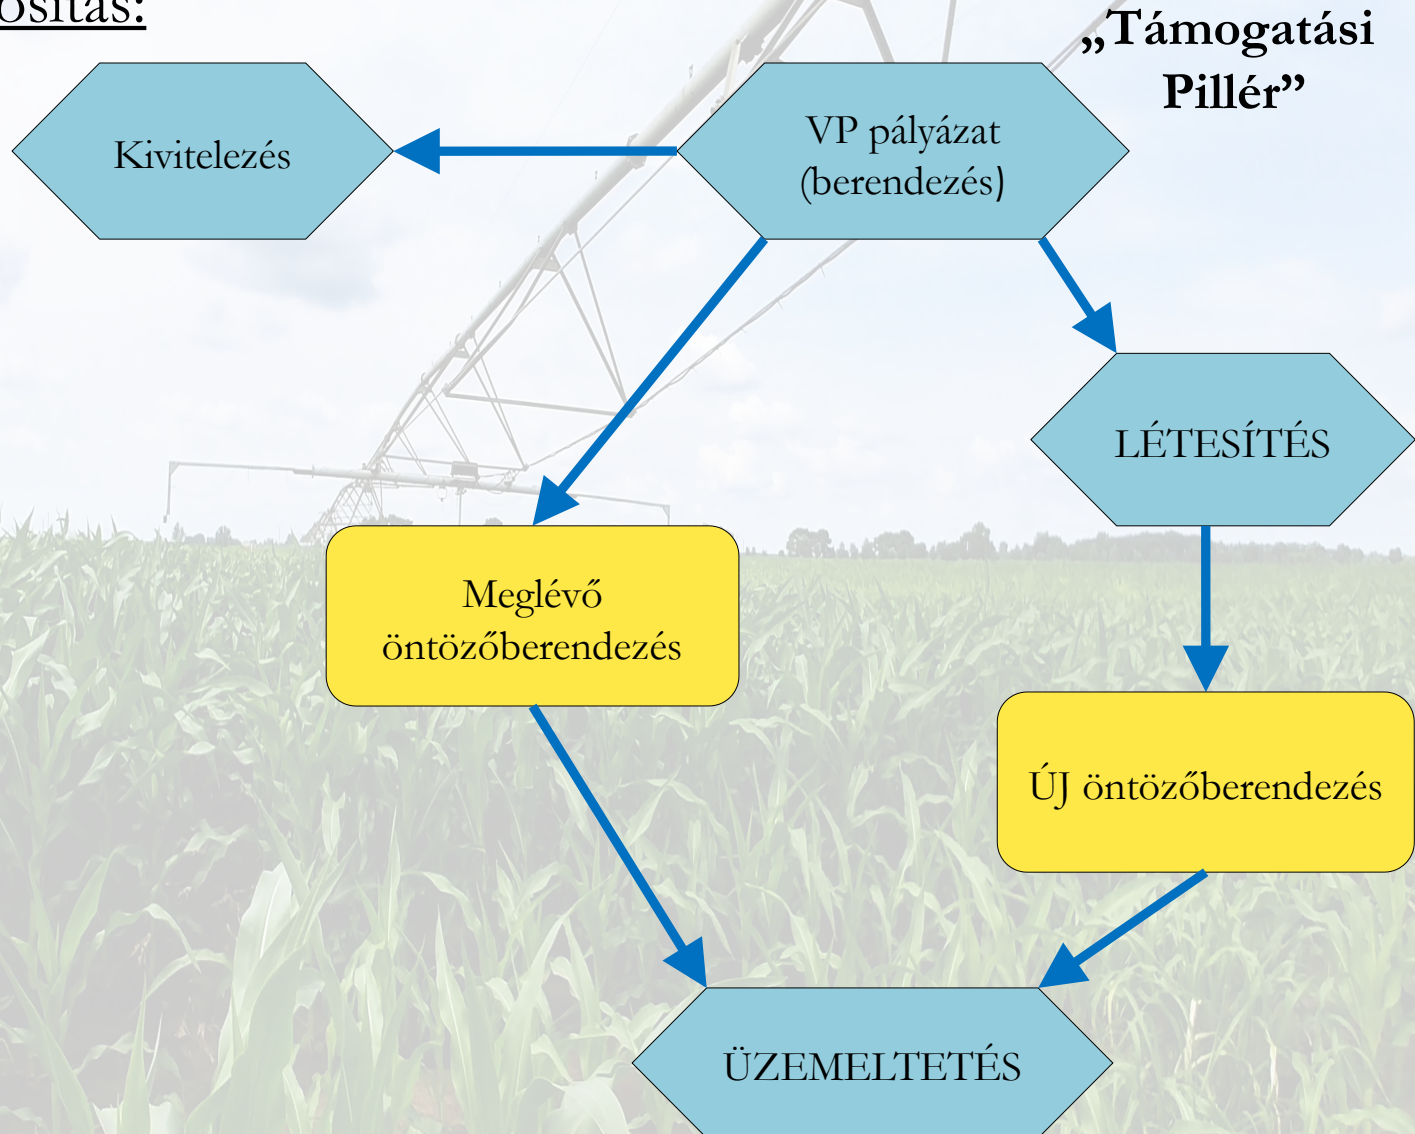 „Támogatási
Pillér”
Kivitelezés
VP pályázat
(berendezés)
LÉTESÍTÉS
Meglévő
öntözőberendezés
ÚJ öntözőberendezés
ÜZEMELTETÉS